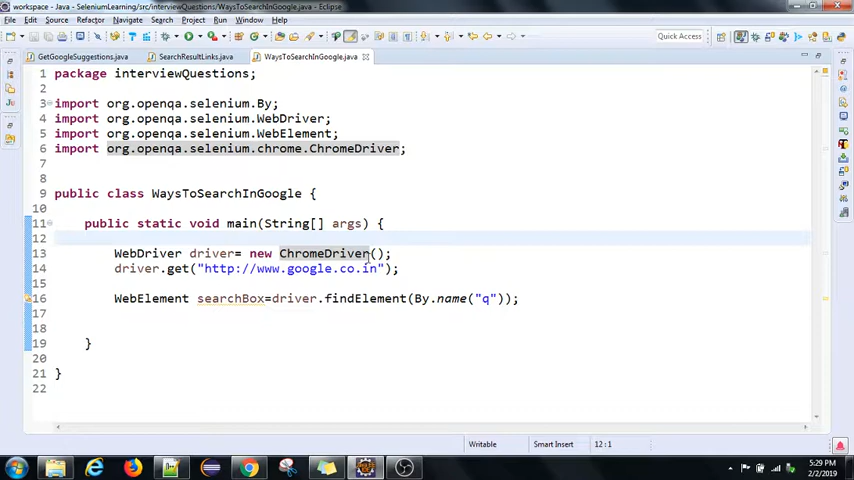 workspace - Java - SeleniumLearning/src/interviewQuestions/WaysToSearchInGoogle.java - Eclipse
File Edit Source Refactor Navigate Search Project Run Window Help
Quick Access
GetGoogleSuggestions.java SearchResultLinks.java WaysToSearchInGoogle.java
1 package interviewQuestions;
2
3 import org.openqa.selenium.By;
4 import org.openqa.selenium.WebDriver;
5 import org.openqa.selenium.WebElement;
6 import org.openqa.selenium.chrome.ChromeDriver;
7
8
9 public class WaysToSearchInGoogle {
10
11 public static void main(String[] args) {
12
13 WebDriver driver= new ChromeDriver();
14 driver.get("http://www.google.co.in");
15
16 WebElement searchBox=driver.findElement(By.name("q"));
17
18
19 }
20
21 }
22
Writable Smart Insert 12 : 1
5:29 PM
2/2/2019